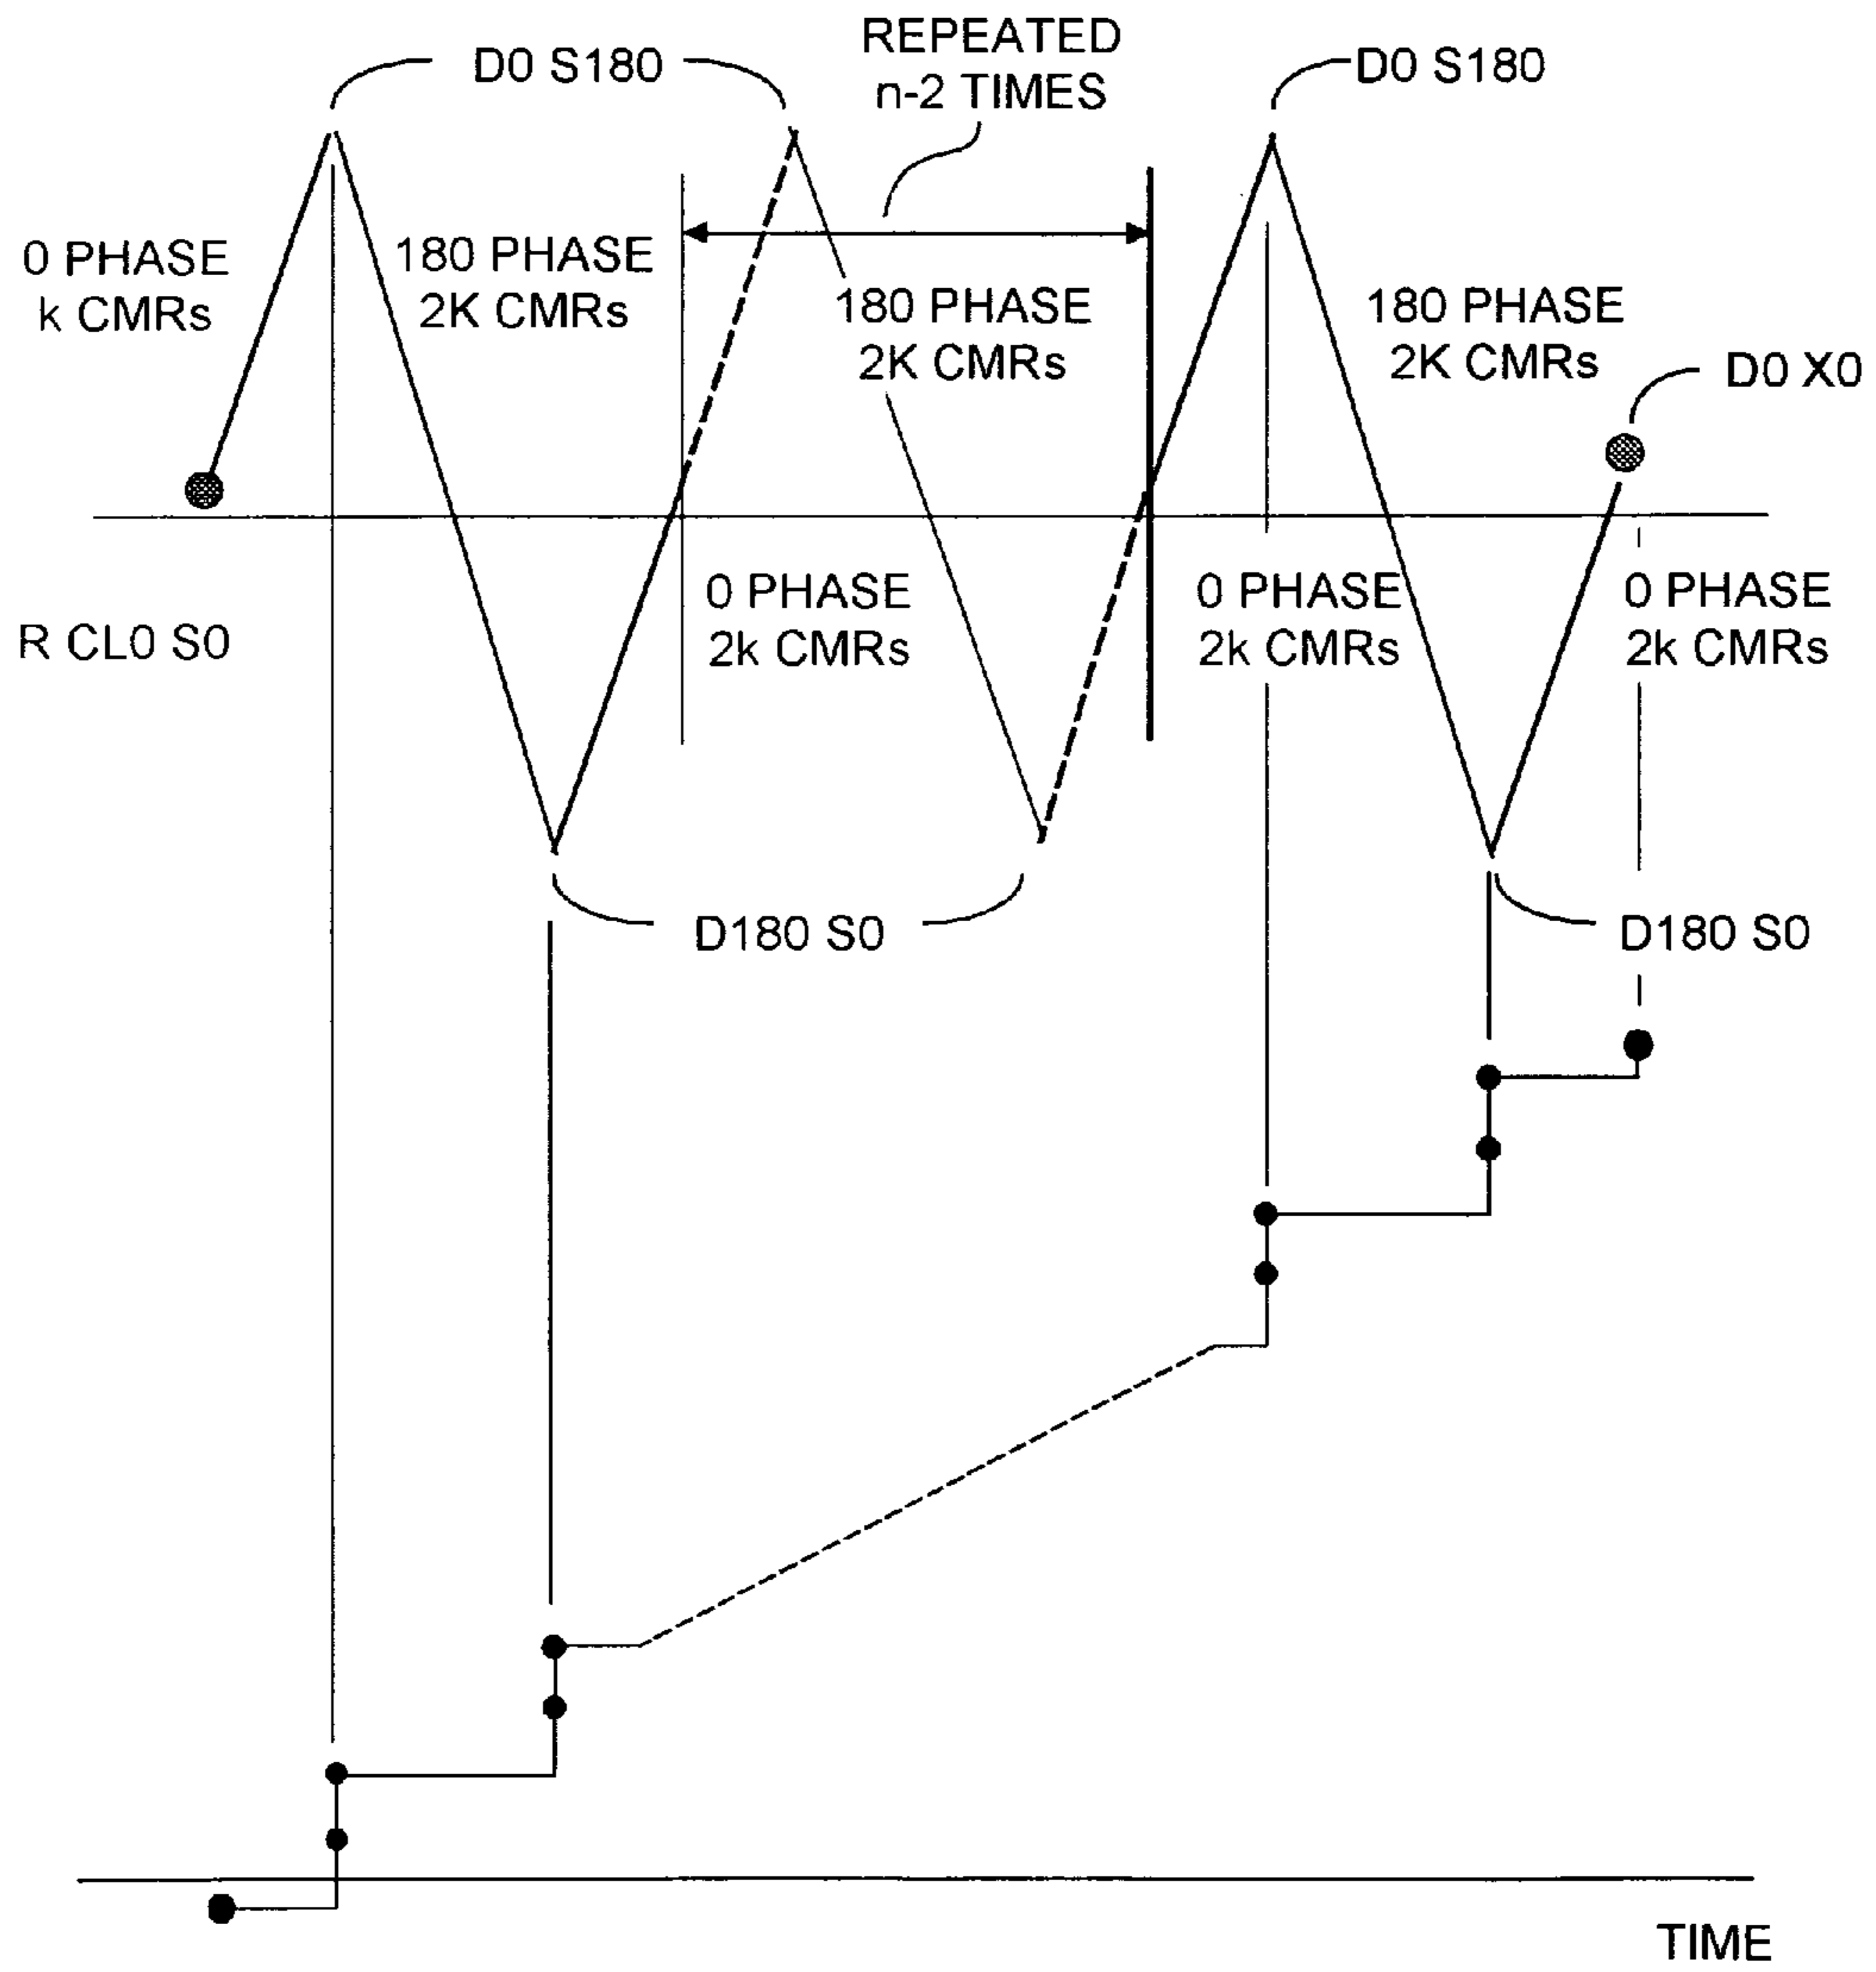 REPEATED
n-2 TIMES
D0 S180
D0 S180
0 PHASE
k CMRs
180 PHASE
2K CMRs
180 PHASE
2K CMRs
180 PHASE
2K CMRs
D0 X0
R CL0 S0
0 PHASE
2k CMRs
0 PHASE
2k CMRs
0 PHASE
2k CMRs
D180 S0
D180 S0
TIME